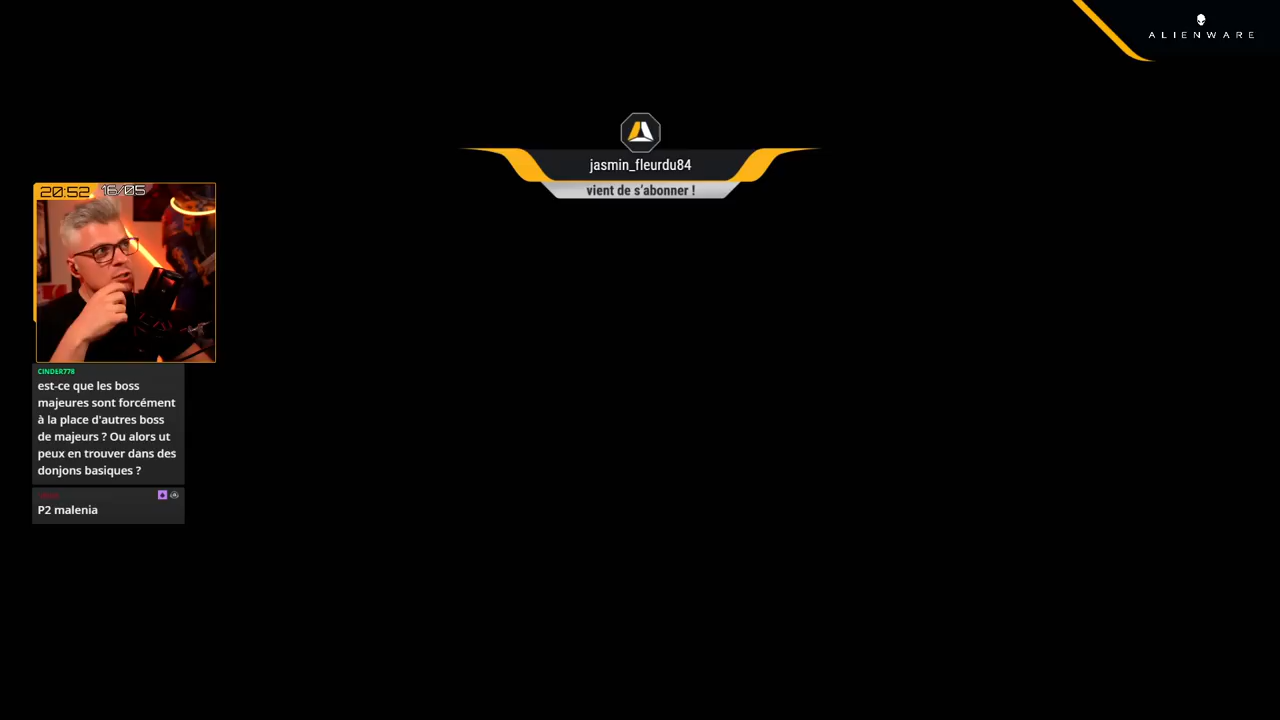 ALIENWARE
jasmin_fleurdu84
vient de s'abonner !
20:52 16/05
CINDER778
est-ce que les boss
majeures sont forcément
à la place d'autres boss
de majeurs ? Ou alors ut
peux en trouver dans des
donjons basiques ?
P2 malenia